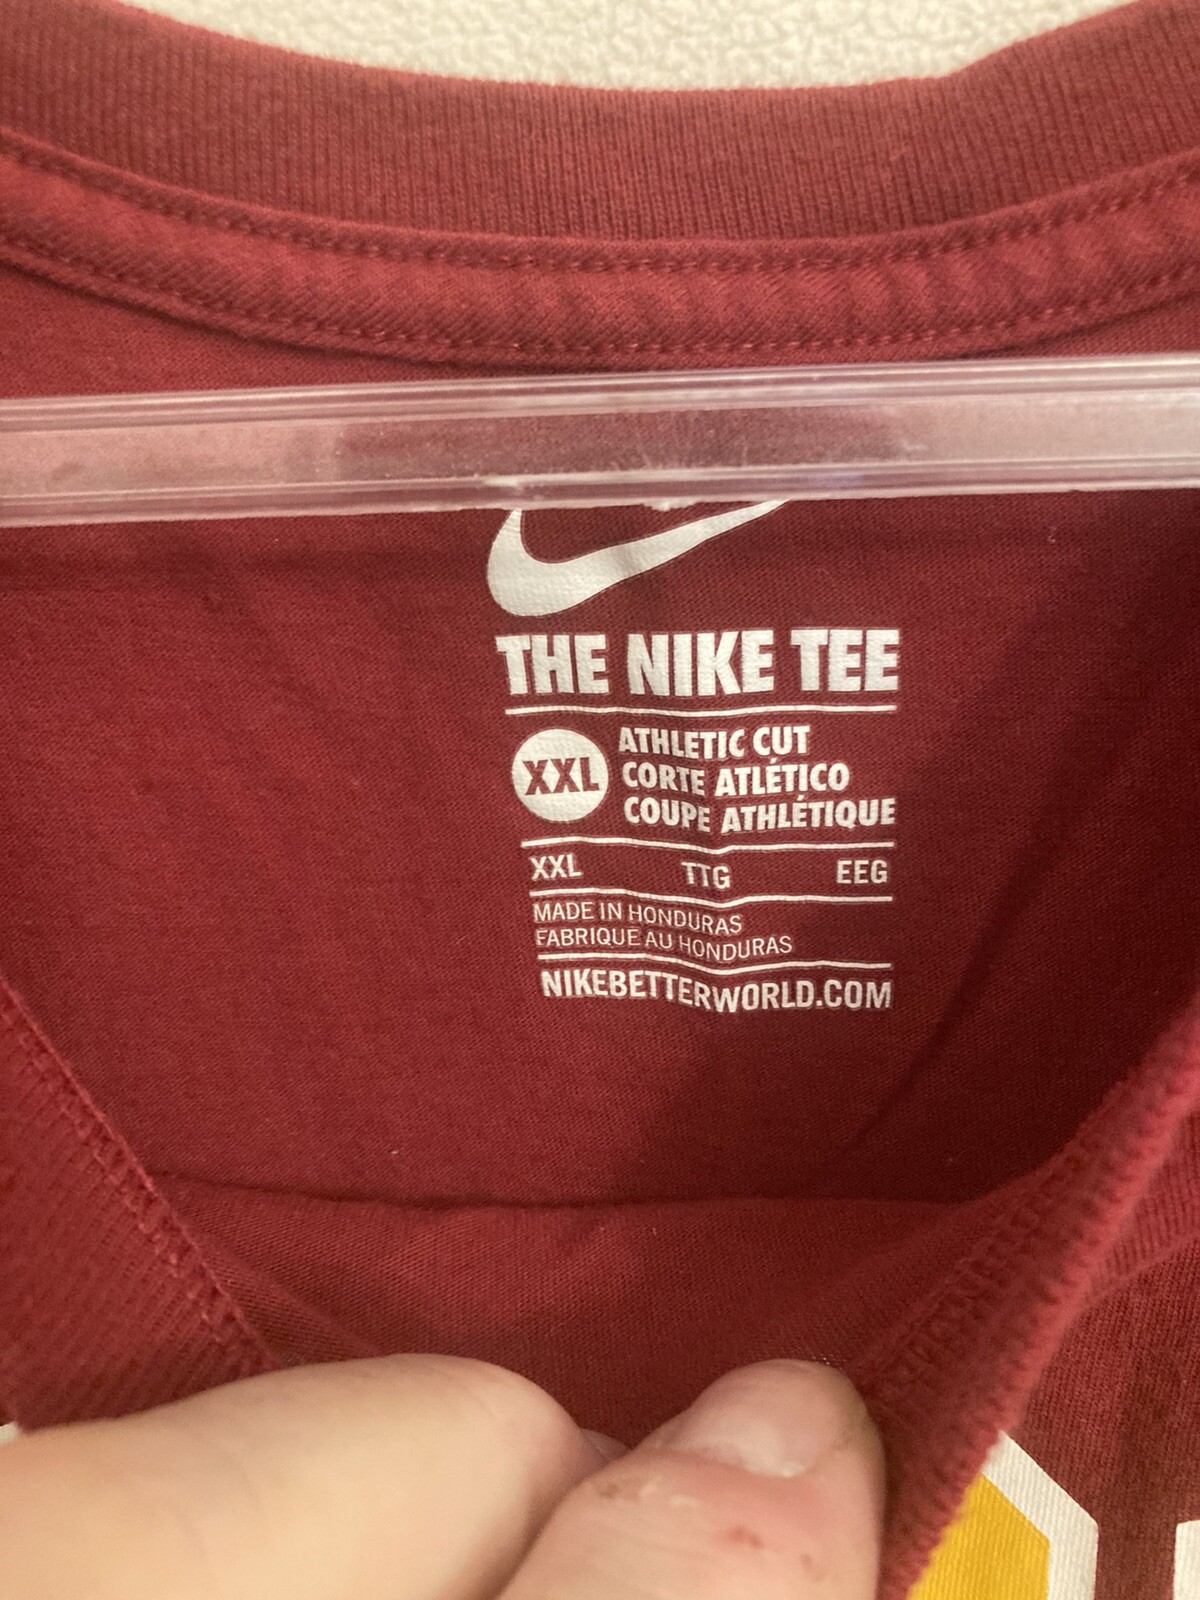 THE NIKE TEE
XXL
ATHLETIC CUT
CORTE ATLÉTICO
COUPE ATHLÉTIQUE
XXL TTG EEG
MADE IN HONDURAS
FABRIQUE AU HONDURAS
NIKEBETTERWORLD.COM